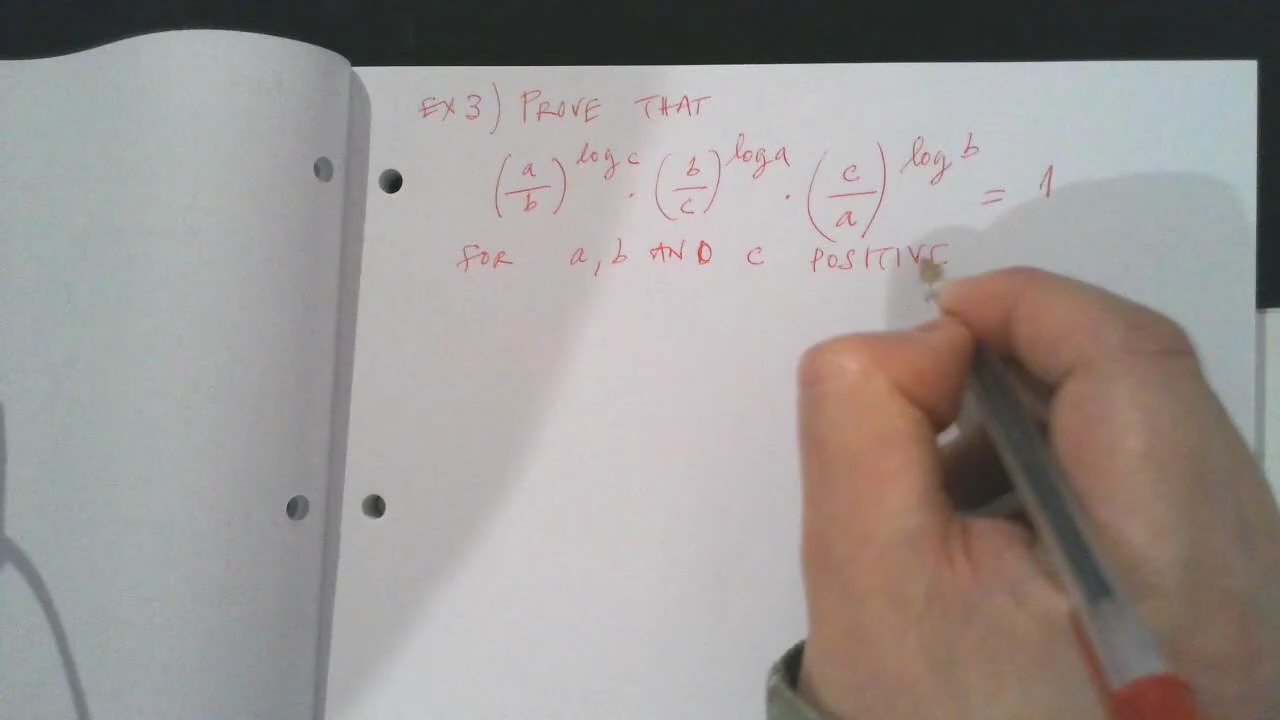 EX 3) PROVE THAT
(a/b)^log c · (b/c)^log a · (c/a)^log b = 1
FOR a, b AND c POSITIVE